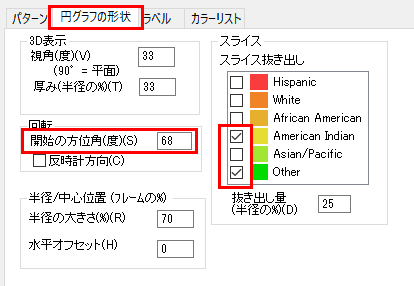 パターン 円グラフの形状 ラベル カラーリスト
3D表示
視角(度)(V) 33
(90ﾟ = 平面)
厚み(半径の%)(T) 33
回転
開始の方位角(度)(S) 68
反時計方向(C)
半径/中心位置 (フレームの%)
半径の大きさ(%)(R) 70
水平オフセット(H) 0
スライス
スライス抜き出し
Hispanic
White
African American
American Indian
Asian/Pacific
Other
抜き出し量
(半径の%)(D) 25